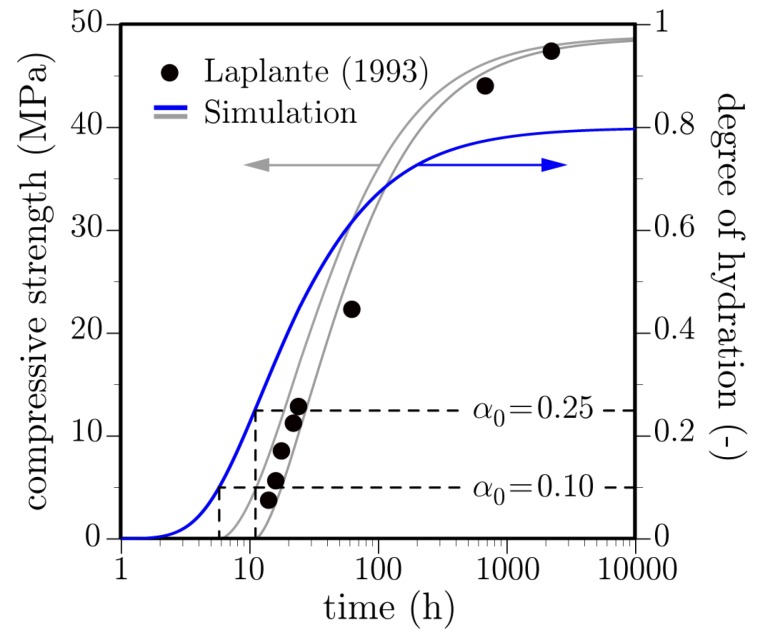 50
40
30
20
10
0
compressive strength (MPa)
Laplante (1993)
Simulation
α0=0.25
α0=0.10
1
0.8
0.6
0.4
0.2
0
degree of hydration (-)
1 10 100 1000 10000
time (h)